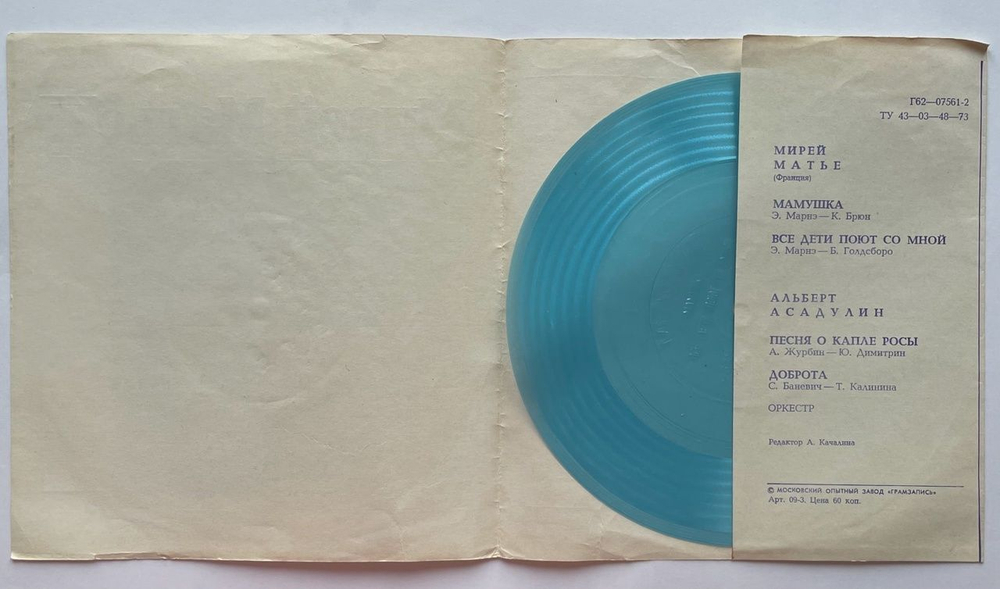 Г62—07561-2
ТУ 43—03—48—73
МИРЕЙ
МАТЬЕ
(Франция)
МАМУШКА
Э. Марнэ — К. Брюн
ВСЕ ДЕТИ ПОЮТ СО МНОЙ
Э. Марнэ — Б. Голдсборо
АЛЬБЕРТ
АСАДУЛИН
ПЕСНЯ О КАПЛЕ РОСЫ
А. Журбин — Ю. Димитрин
ДОБРОТА
С. Баневич — Т. Калинина
ОРКЕСТР
Редактор А. Качалина
© МОСКОВСКИЙ ОПЫТНЫЙ ЗАВОД «ГРАМЗАПИСЬ»
Арт. 09-3. Цена 60 коп.